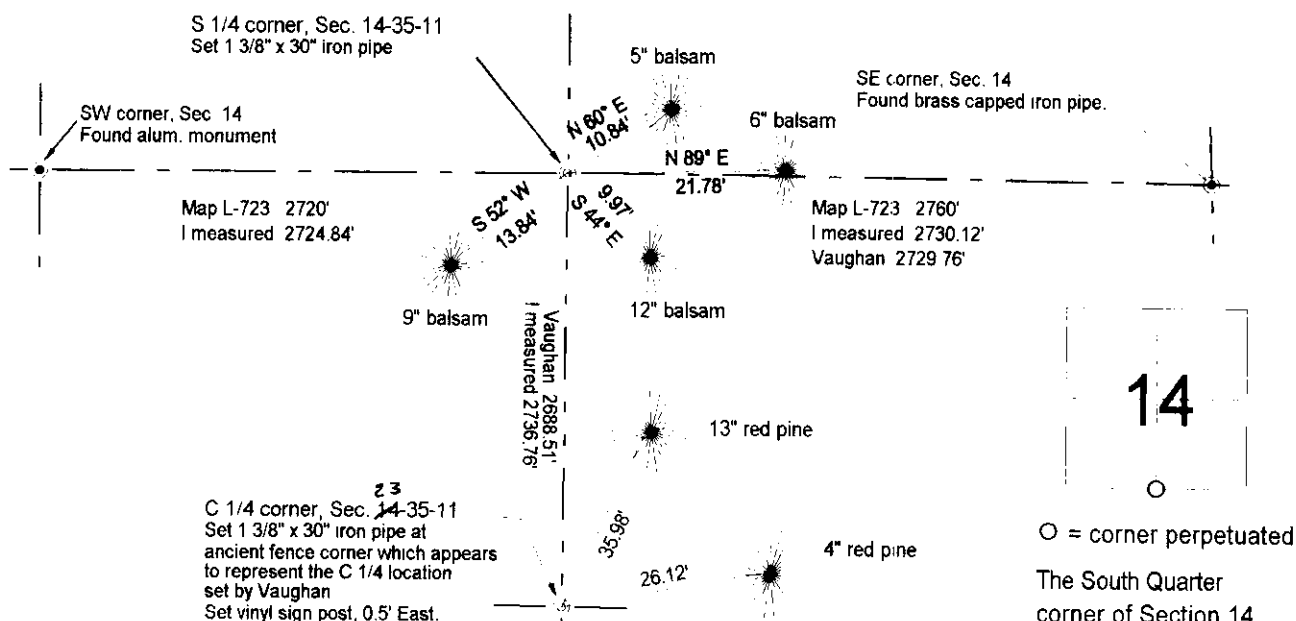 S 1/4 corner, Sec. 14-35-11
Set 1 3/8" x 30" iron pipe
5" balsam
SE corner, Sec. 14
Found brass capped iron pipe.
SW corner, Sec 14
Found alum. monument
6" balsam
N 60° E
10.84'
N 89° E
21.78'
Map L-723 2720'
I measured 2724.84'
S 52° W
13.84'
9.97'
S 44° E
Map L-723 2760'
I measured 2730.12'
Vaughan 2729 76'
9" balsam
12" balsam
Vaughan 2688.51'
I measured 2736.76'
14
13" red pine
23
C 1/4 corner, Sec. 14-35-11
Set 1 3/8" x 30" iron pipe at
ancient fence corner which appears
to represent the C 1/4 location
set by Vaughan
Set vinyl sign post, 0.5' East.
35.98'
26.12'
4" red pine
O = corner perpetuated
The South Quarter
corner of Section 14